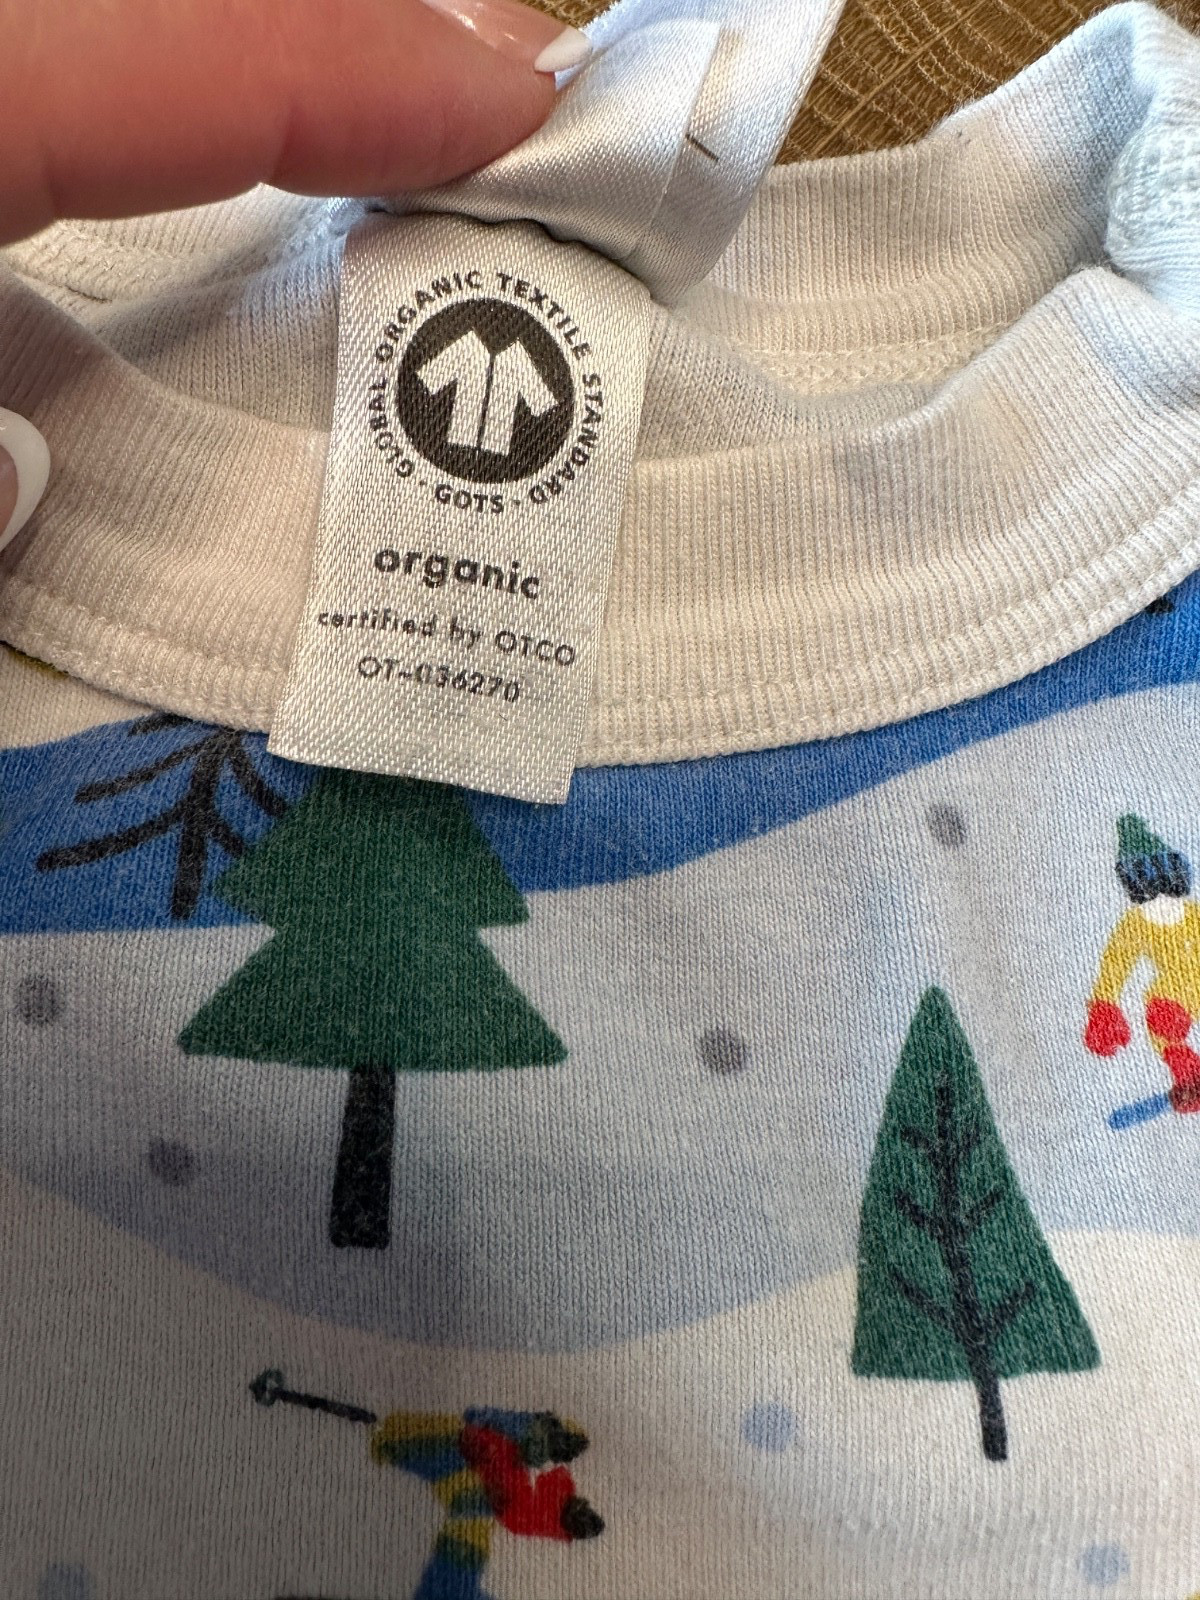 GLOBAL ORGANIC TEXTILE STANDARD · GOTS ·
organic
certified by OTCO
OT-036270